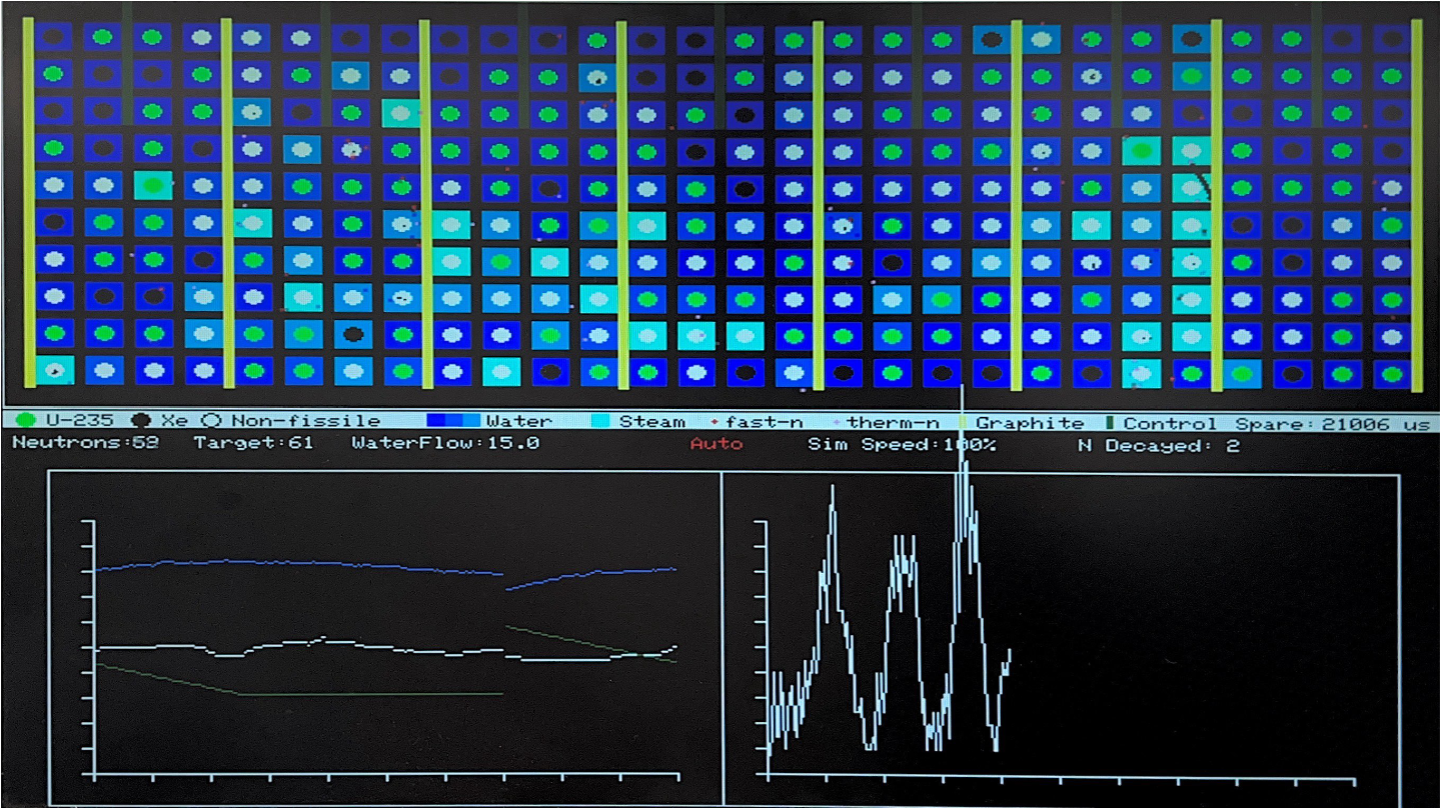 U-235 Xe Non-fissile Water Steam fast-n therm-n Graphite Control Spare: 21006 us
Neutrons:59 Target:61 WaterFlow:15.0 Auto Sim Speed:100% N Decayed: 2